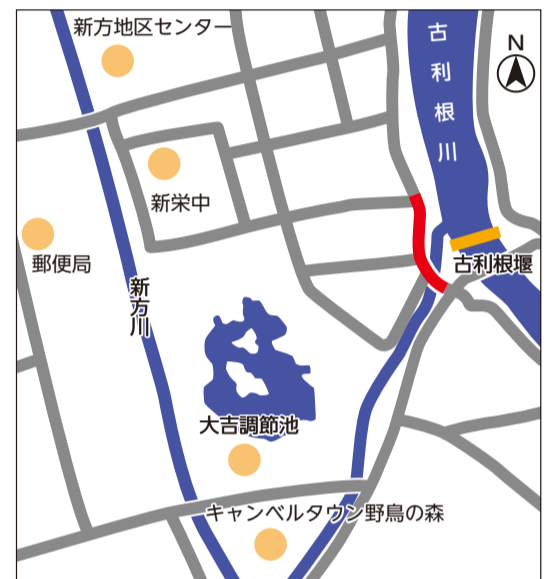 新方地区センター
古利根川
N
新栄中
郵便局
古利根堰
新方川
大吉調節池
キャンベルタウン野鳥の森